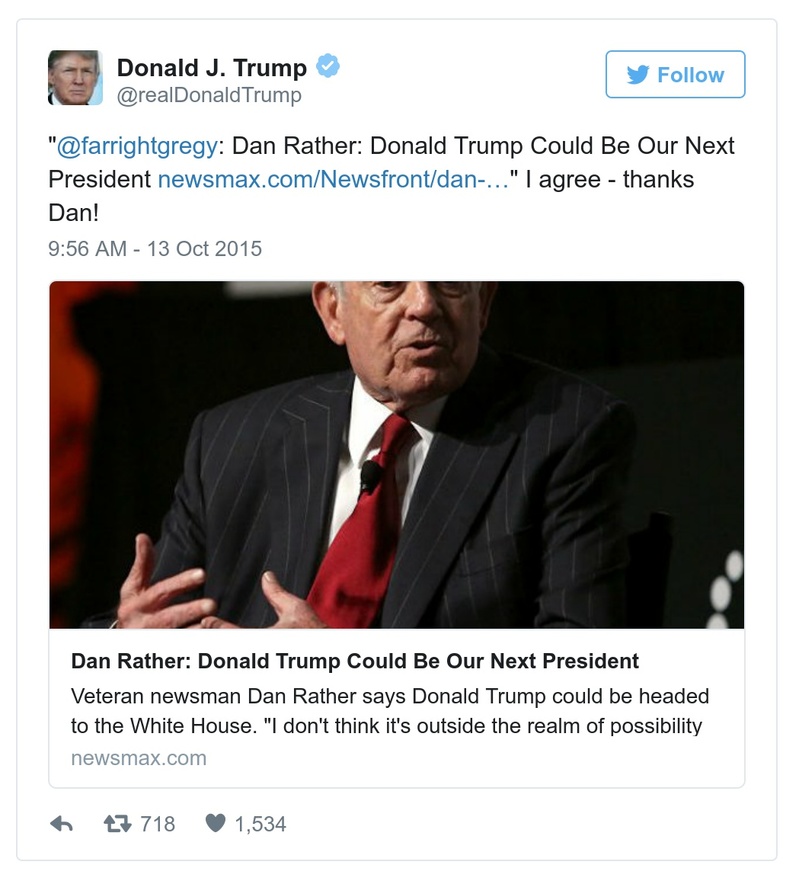 Donald J. Trump
@realDonaldTrump
Follow
"@farrightgregy: Dan Rather: Donald Trump Could Be Our Next
President newsmax.com/Newsfront/dan-…" I agree - thanks
Dan!
9:56 AM - 13 Oct 2015
Dan Rather: Donald Trump Could Be Our Next President
Veteran newsman Dan Rather says Donald Trump could be headed
to the White House. "I don't think it's outside the realm of possibility
newsmax.com
718
1,534